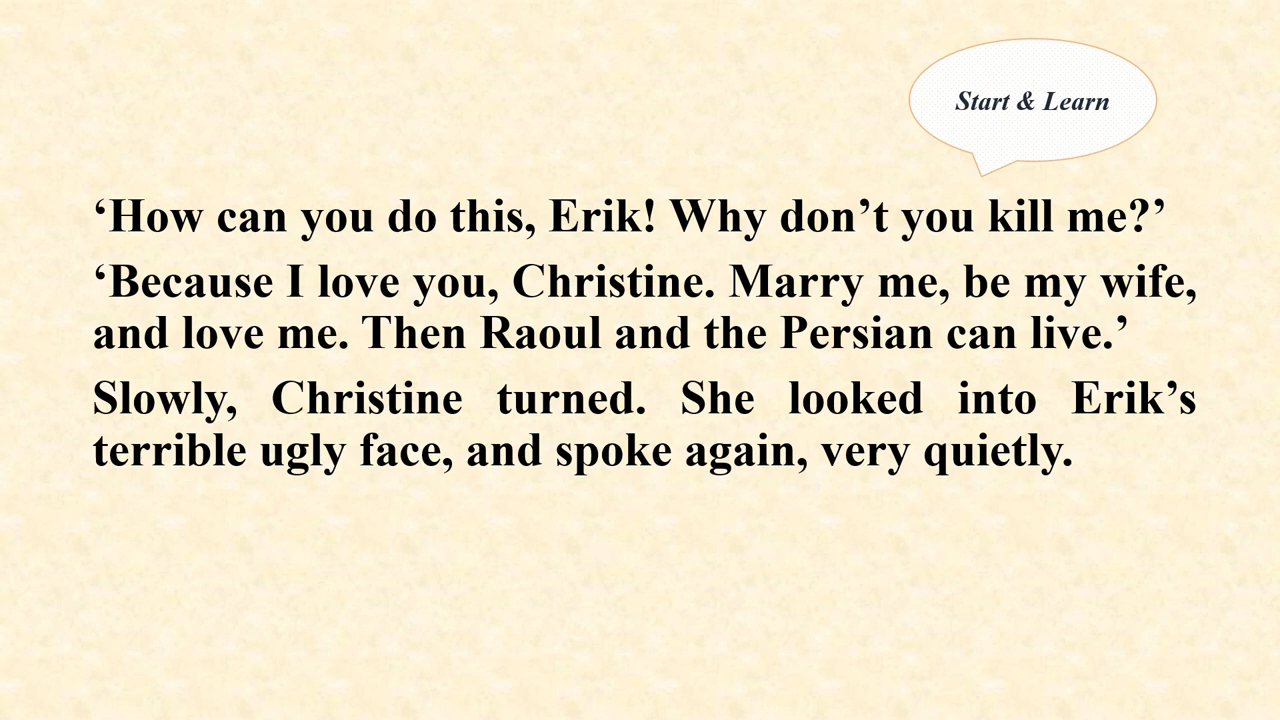 Start & Learn
‘How can you do this, Erik! Why don’t you kill me?’
‘Because I love you, Christine. Marry me, be my wife,
and love me. Then Raoul and the Persian can live.’
Slowly, Christine turned. She looked into Erik’s
terrible ugly face, and spoke again, very quietly.